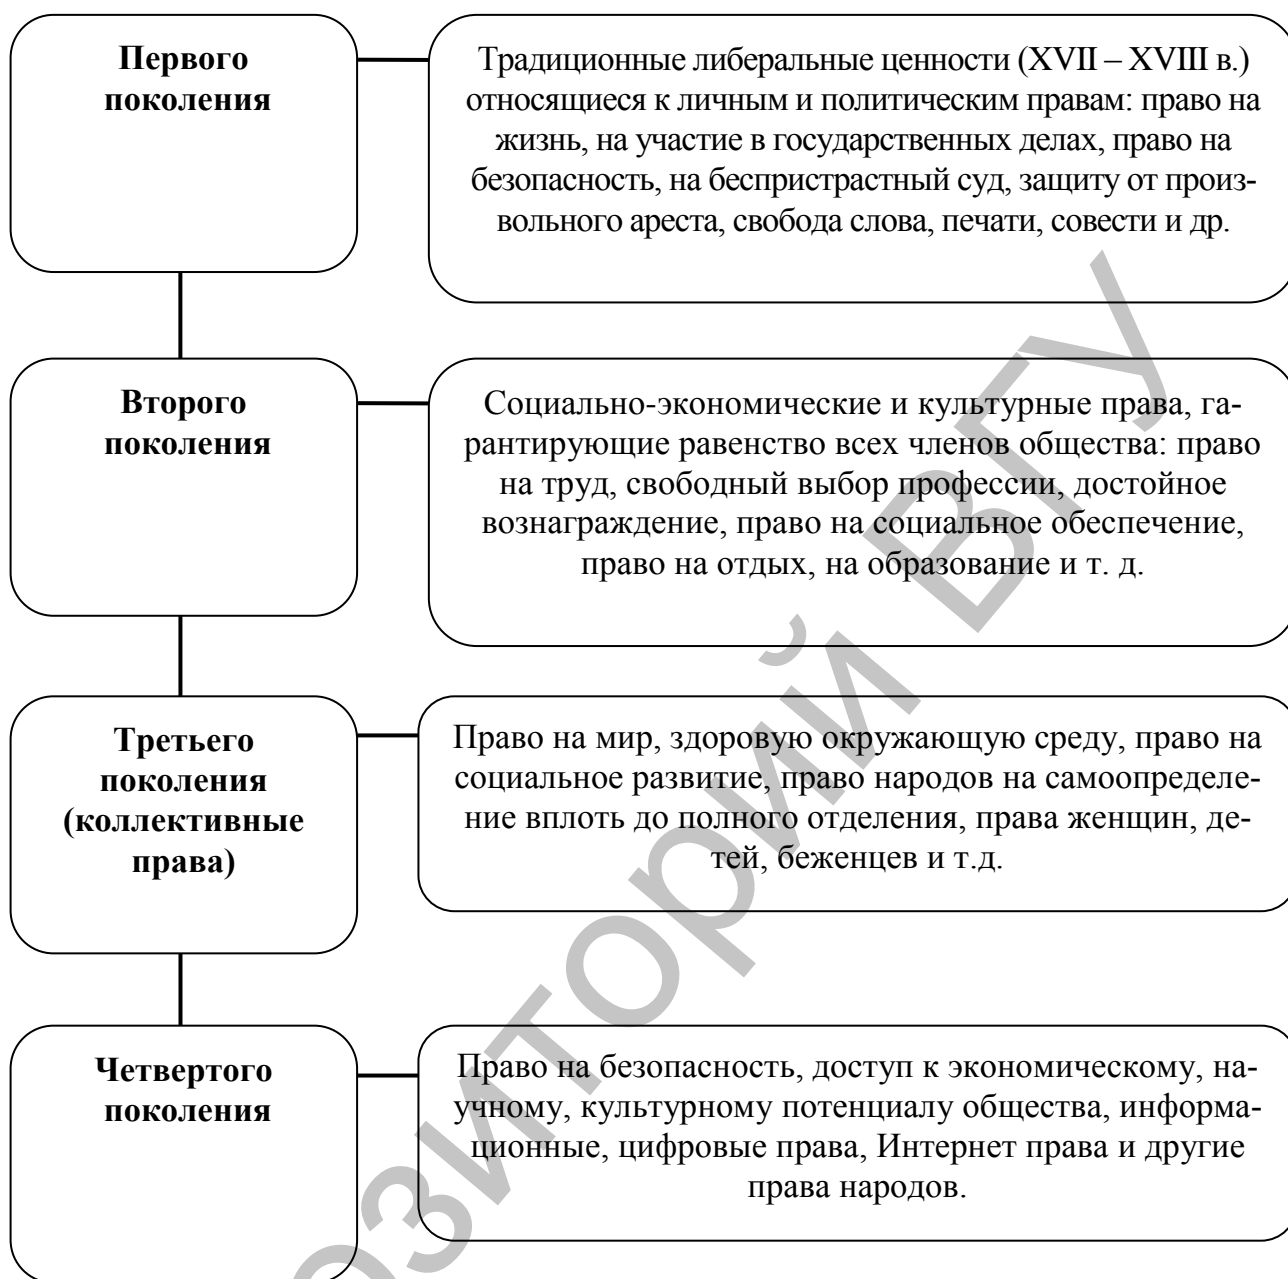 Первого
поколения
Традиционные либеральные ценности (XVII – XVIII в.)
относящиеся к личным и политическим правам: право на
жизнь, на участие в государственных делах, право на
безопасность, на беспристрастный суд, защиту от произ-
вольного ареста, свобода слова, печати, совести и др.
Второго
поколения
Социально-экономические и культурные права, га-
рантирующие равенство всех членов общества: право
на труд, свободный выбор профессии, достойное
вознаграждение, право на социальное обеспечение,
право на отдых, на образование и т. д.
Третьего
поколения
(коллективные
права)
Право на мир, здоровую окружающую среду, право на
социальное развитие, право народов на самоопределе-
ние вплоть до полного отделения, права женщин, де-
тей, беженцев и т.д.
Четвертого
поколения
Право на безопасность, доступ к экономическому, на-
учному, культурному потенциалу общества, информа-
ционные, цифровые права, Интернет права и другие
права народов.
озиторий ВГУ